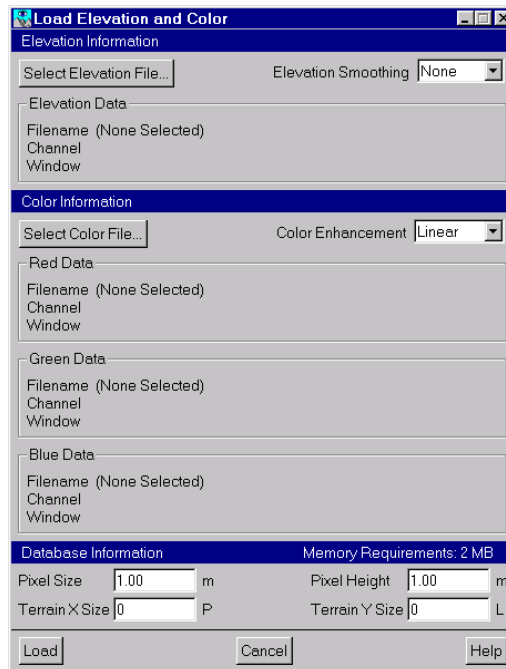 Load Elevation and Color
Elevation Information
Select Elevation File... Elevation Smoothing None
Elevation Data
Filename (None Selected)
Channel
Window
Color Information
Select Color File... Color Enhancement Linear
Red Data
Filename (None Selected)
Channel
Window
Green Data
Filename (None Selected)
Channel
Window
Blue Data
Filename (None Selected)
Channel
Window
Database Information Memory Requirements: 2 MB
Pixel Size 1.00 m Pixel Height 1.00 m
Terrain X Size 0 P Terrain Y Size 0 L
Load Cancel Help